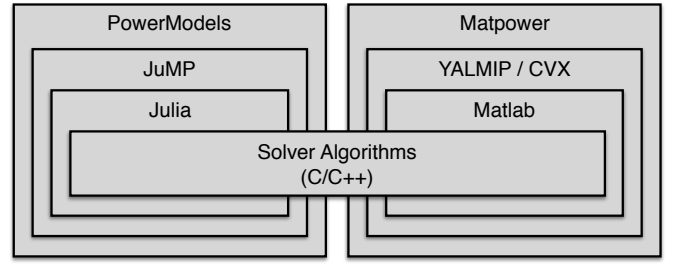 PowerModels
JuMP
Julia
Matpower
YALMIP / CVX
Matlab
Solver Algorithms
(C/C++)